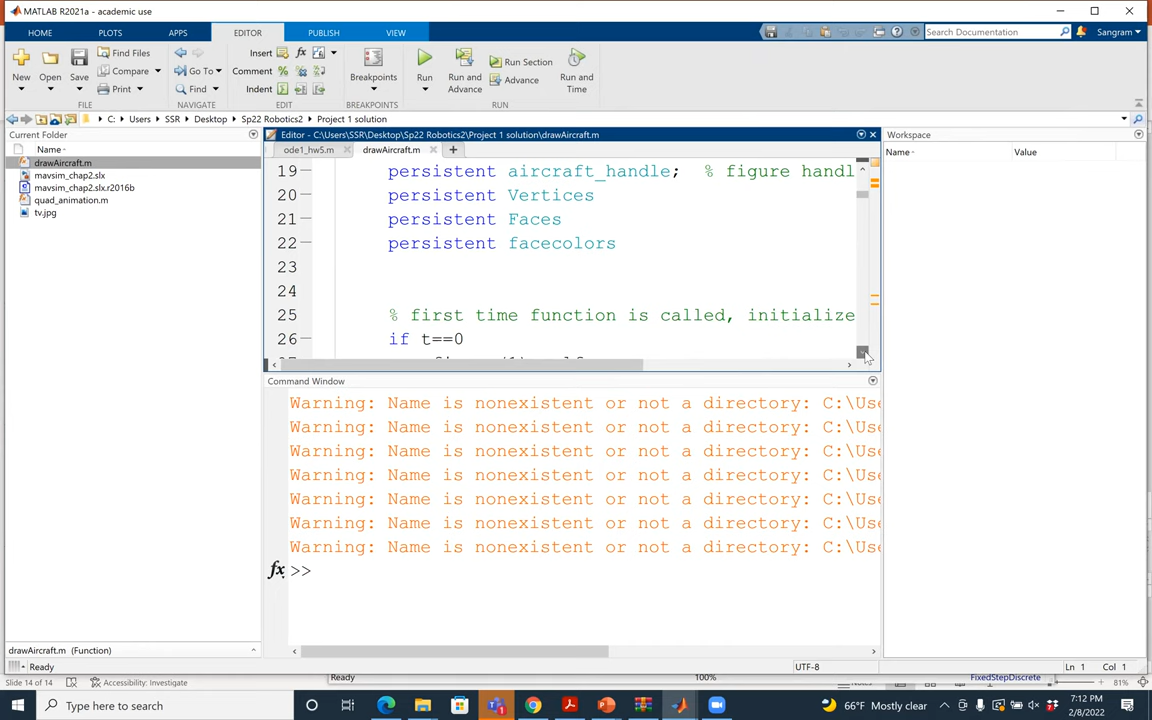 MATLAB R2021a - academic use
HOME PLOTS APPS EDITOR PUBLISH VIEW Search Documentation Sangram
New Open Save Find Files Compare Print Go To Find Insert Comment Indent Breakpoints Run Run and Advance Run Section Advance Run and Time
FILE NAVIGATE EDIT BREAKPOINTS RUN
C: Users SSR Desktop Sp22 Robotics2 Project 1 solution
Current Folder
Name
drawAircraft.m
mavsim_chap2.slx
mavsim_chap2.slx.r2016b
quad_animation.m
tv.jpg
drawAircraft.m (Function)
Editor - C:\Users\SSR\Desktop\Sp22 Robotics2\Project 1 solution\drawAircraft.m
ode1_hw5.m drawAircraft.m
19 persistent aircraft_handle; % figure handl
20 persistent Vertices
21 persistent Faces
22 persistent facecolors
23
24
25 % first time function is called, initialize
26 if t==0
Command Window
Warning: Name is nonexistent or not a directory: C:\Use
Warning: Name is nonexistent or not a directory: C:\Use
Warning: Name is nonexistent or not a directory: C:\Use
Warning: Name is nonexistent or not a directory: C:\Use
Warning: Name is nonexistent or not a directory: C:\Use
Warning: Name is nonexistent or not a directory: C:\Use
Warning: Name is nonexistent or not a directory: C:\Use
fx >>
Workspace
Name Value
Ready UTF-8 Ln 1 Col 1
Slide 14 of 14 Accessibility: Investigate Ready 100% FixedStepDiscrete 81%
Type here to search 66°F Mostly clear 7:12 PM
2/8/2022